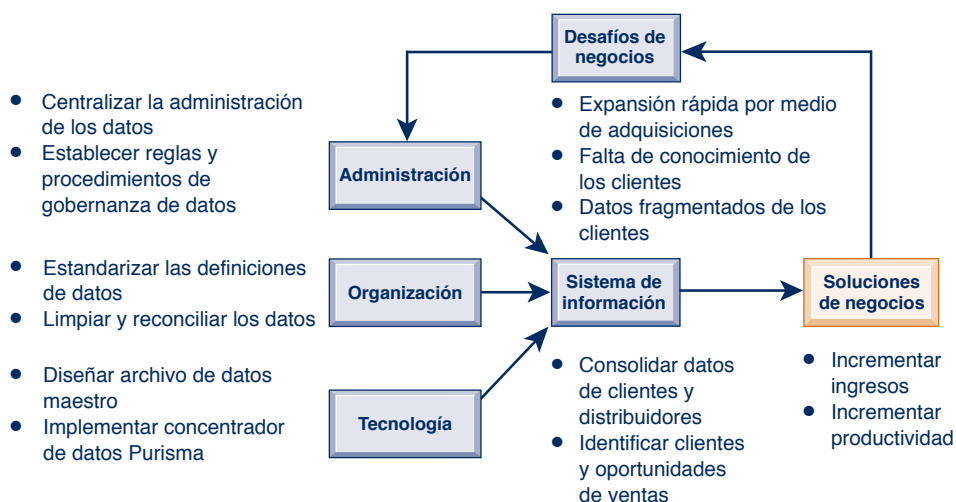 Desafíos de
negocios
• Centralizar la administración
de los datos
• Establecer reglas y
procedimientos de
gobernanza de datos
Administración
• Expansión rápida por medio
de adquisiciones
• Falta de conocimiento de
los clientes
• Datos fragmentados de los
clientes
• Estandarizar las definiciones
de datos
• Limpiar y reconciliar los datos
Organización
Sistema de
información
Soluciones
de negocios
• Diseñar archivo de datos
maestro
• Implementar concentrador
de datos Purisma
Tecnología
• Consolidar datos
de clientes y
distribuidores
• Identificar clientes
y oportunidades
de ventas
• Incrementar
ingresos
• Incrementar
productividad